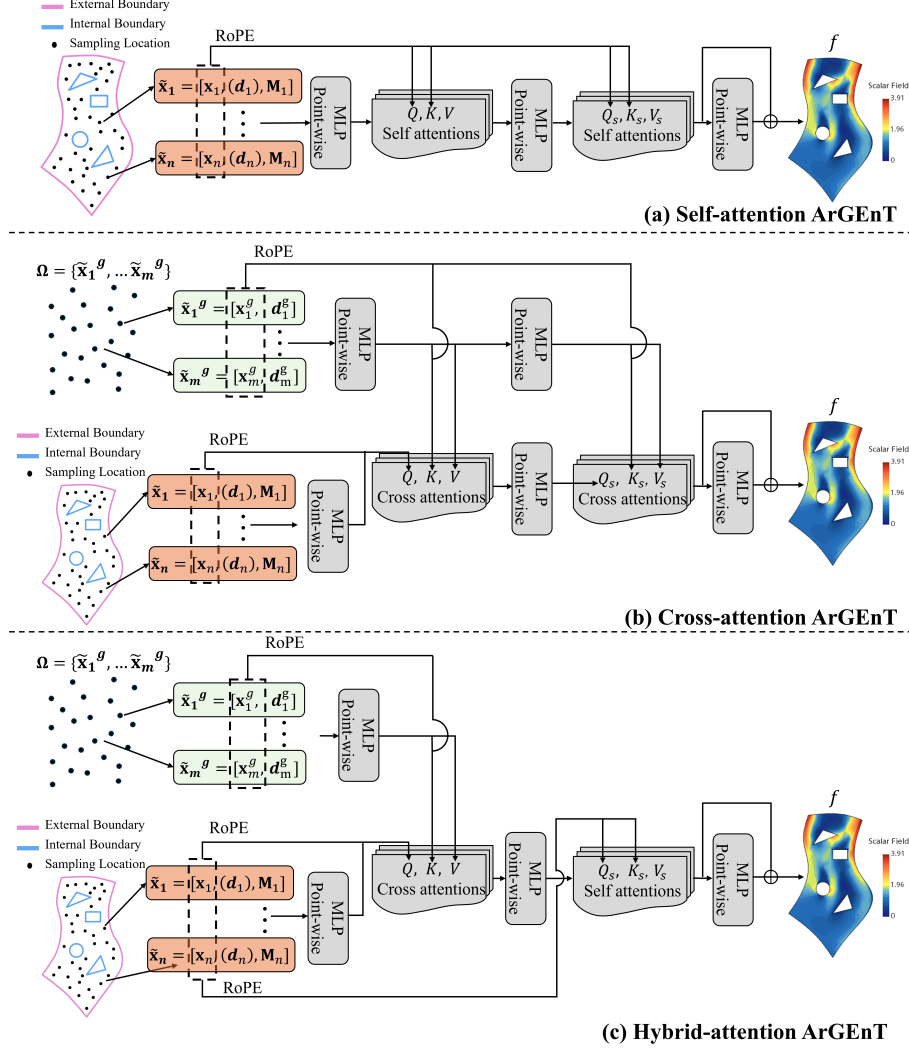 External Boundary
Internal Boundary
Sampling Location
RoPE
x̃₁ = [x₁, (d₁), M₁]
x̃ₙ = [xₙ, (dₙ), Mₙ]
MLP
Point-wise
Q, K, V
Self attentions
MLP
Point-wise
Qₛ, Kₛ, Vₛ
Self attentions
MLP
Point-wise
f
Scalar Field
3.91
1.96
0
(a) Self-attention ArGEnT
Ω = {x̃₁ᵍ, … x̃ₘᵍ}
RoPE
x̃₁ᵍ = [x₁ᵍ, d₁ᵍ]
x̃ₘᵍ = [xₘᵍ, dₘᵍ]
MLP
Point-wise
MLP
Point-wise
External Boundary
Internal Boundary
Sampling Location
RoPE
x̃₁ = [x₁, (d₁), M₁]
x̃ₙ = [xₙ, (dₙ), Mₙ]
MLP
Point-wise
Q, K, V
Cross attentions
MLP
Point-wise
Qₛ, Kₛ, Vₛ
Cross attentions
MLP
Point-wise
f
Scalar Field
3.91
1.96
0
(b) Cross-attention ArGEnT
Ω = {x̃₁ᵍ, … x̃ₘᵍ}
RoPE
x̃₁ᵍ = [x₁ᵍ, d₁ᵍ]
x̃ₘᵍ = [xₘᵍ, dₘᵍ]
MLP
Point-wise
External Boundary
Internal Boundary
Sampling Location
RoPE
x̃₁ = [x₁, (d₁), M₁]
x̃ₙ = [xₙ, (dₙ), Mₙ]
RoPE
MLP
Point-wise
Q, K, V
Cross attentions
MLP
Point-wise
Qₛ, Kₛ, Vₛ
Self attentions
MLP
Point-wise
f
Scalar Field
3.91
1.96
0
(c) Hybrid-attention ArGEnT